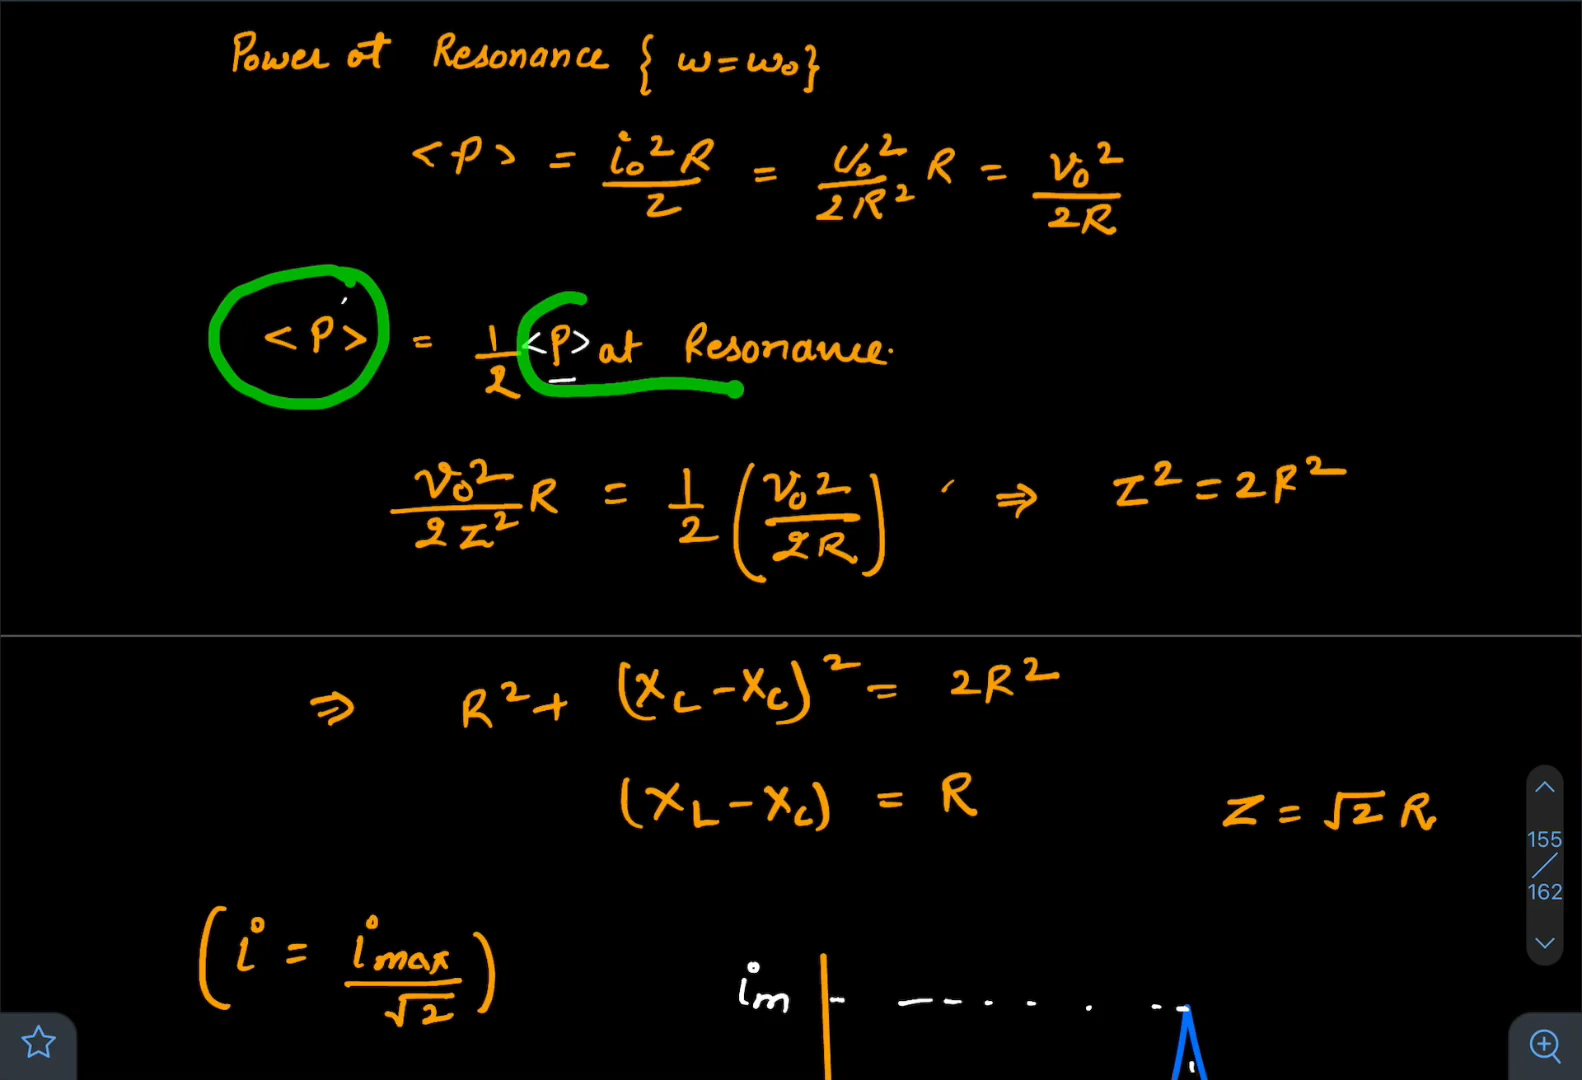 Power at Resonance { ω=ω₀}
<P> = i₀²R/2 = V₀²/2R² R = V₀²/2R
<P> = 1/2 <P> at Resonance.
V₀²/2Z² R = 1/2 (V₀²/2R) ⇒ Z²=2R²
⇒ R²+ (X_L-X_C)² = 2R²
(X_L-X_C) = R
Z = √2 R
(i = i_max/√2)
i_m
155
162